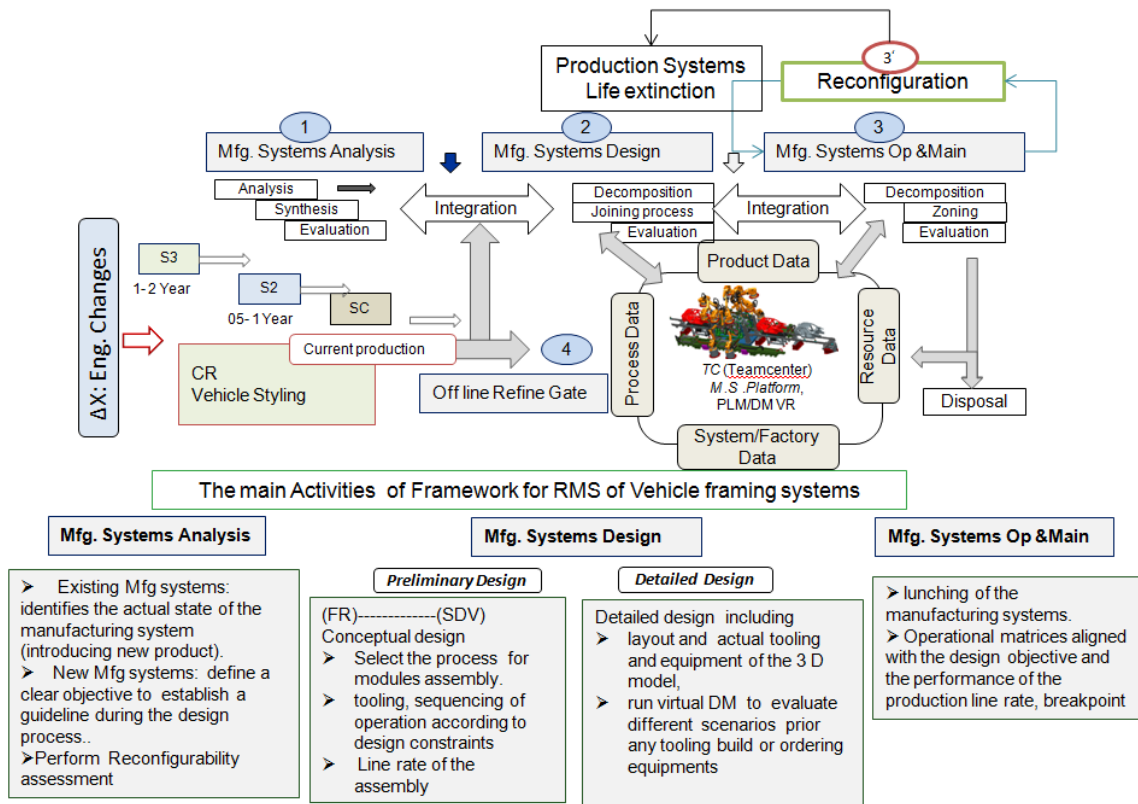 3'
Production Systems
Life extinction
Reconfiguration
1
2
3
Mfg. Systems Analysis
Mfg. Systems Design
Mfg. Systems Op &Main
Analysis
Synthesis
Evaluation
Integration
Decomposition
Joining process
Evaluation
Integration
Decomposition
Zoning
Evaluation
ΔX: Eng. Changes
S3
1- 2 Year
S2
05- 1 Year
SC
Current production
CR
Vehicle Styling
4
Off line Refine Gate
Product Data
Process Data
Resource
Data
TC (Teamcenter)
M.S .Platform,
PLM/DM VR
System/Factory
Data
Disposal
The main Activities of Framework for RMS of Vehicle framing systems
Mfg. Systems Analysis
Mfg. Systems Design
Mfg. Systems Op &Main
➢ Existing Mfg systems:
identifies the actual state of the
manufacturing system
(introducing new product).
➢ New Mfg systems: define a
clear objective to establish a
guideline during the design
process..
➢Perform Reconfigurability
assessment
Preliminary Design
(FR)-------------(SDV)
Conceptual design
➢ Select the process for
modules assembly.
➢ tooling, sequencing of
operation according to
design constraints
➢ Line rate of the
assembly
Detailed Design
Detailed design including
➢ layout and actual tooling
and equipment of the 3 D
model,
➢ run virtual DM to evaluate
different scenarios prior
any tooling build or ordering
equipments
➢ lunching of the
manufacturing systems.
➢ Operational matrices aligned
with the design objective and
the performance of the
production line rate, breakpoint